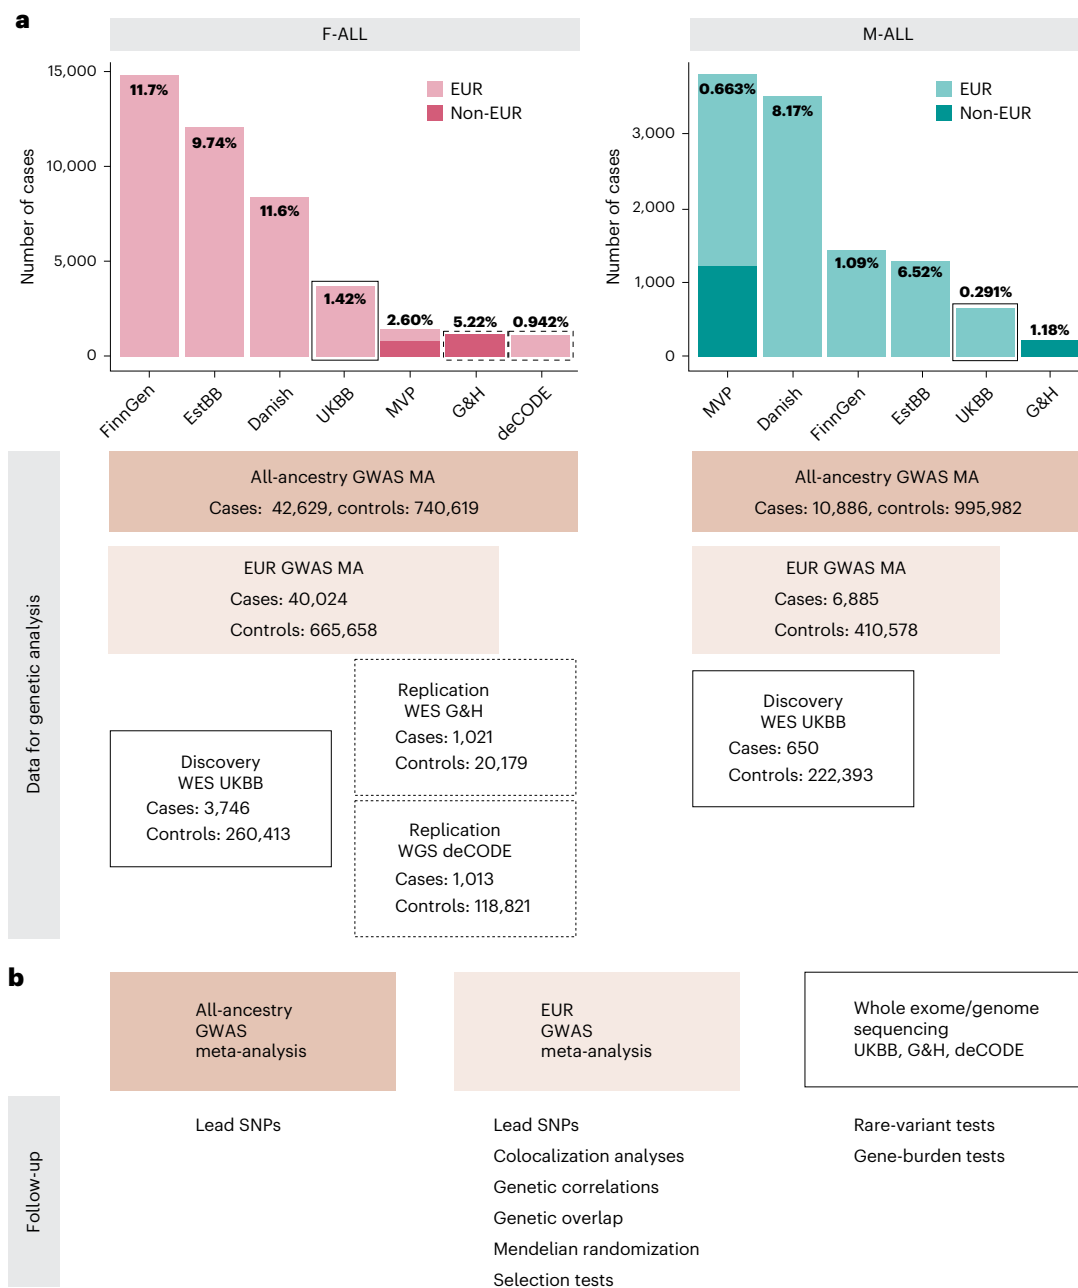 a
F-ALL
15,000
10,000
5,000
0
Number of cases
EUR
Non-EUR
11.7%
9.74%
11.6%
1.42%
2.60%
5.22%
0.942%
FinnGen
EstBB
Danish
UKBB
MVP
G&H
deCODE
M-ALL
3,000
2,000
1,000
0
Number of cases
EUR
Non-EUR
0.663%
8.17%
1.09%
6.52%
0.291%
1.18%
MVP
Danish
FinnGen
EstBB
UKBB
G&H
Data for genetic analysis
All-ancestry GWAS MA
Cases: 42,629, controls: 740,619
EUR GWAS MA
Cases: 40,024
Controls: 665,658
Discovery
WES UKBB
Cases: 3,746
Controls: 260,413
Replication
WES G&H
Cases: 1,021
Controls: 20,179
Replication
WGS deCODE
Cases: 1,013
Controls: 118,821
All-ancestry GWAS MA
Cases: 10,886, controls: 995,982
EUR GWAS MA
Cases: 6,885
Controls: 410,578
Discovery
WES UKBB
Cases: 650
Controls: 222,393
b
All-ancestry
GWAS
meta-analysis
EUR
GWAS
meta-analysis
Whole exome/genome
sequencing
UKBB, G&H, deCODE
Follow-up
Lead SNPs
Lead SNPs
Colocalization analyses
Genetic correlations
Genetic overlap
Mendelian randomization
Selection tests
Rare-variant tests
Gene-burden tests